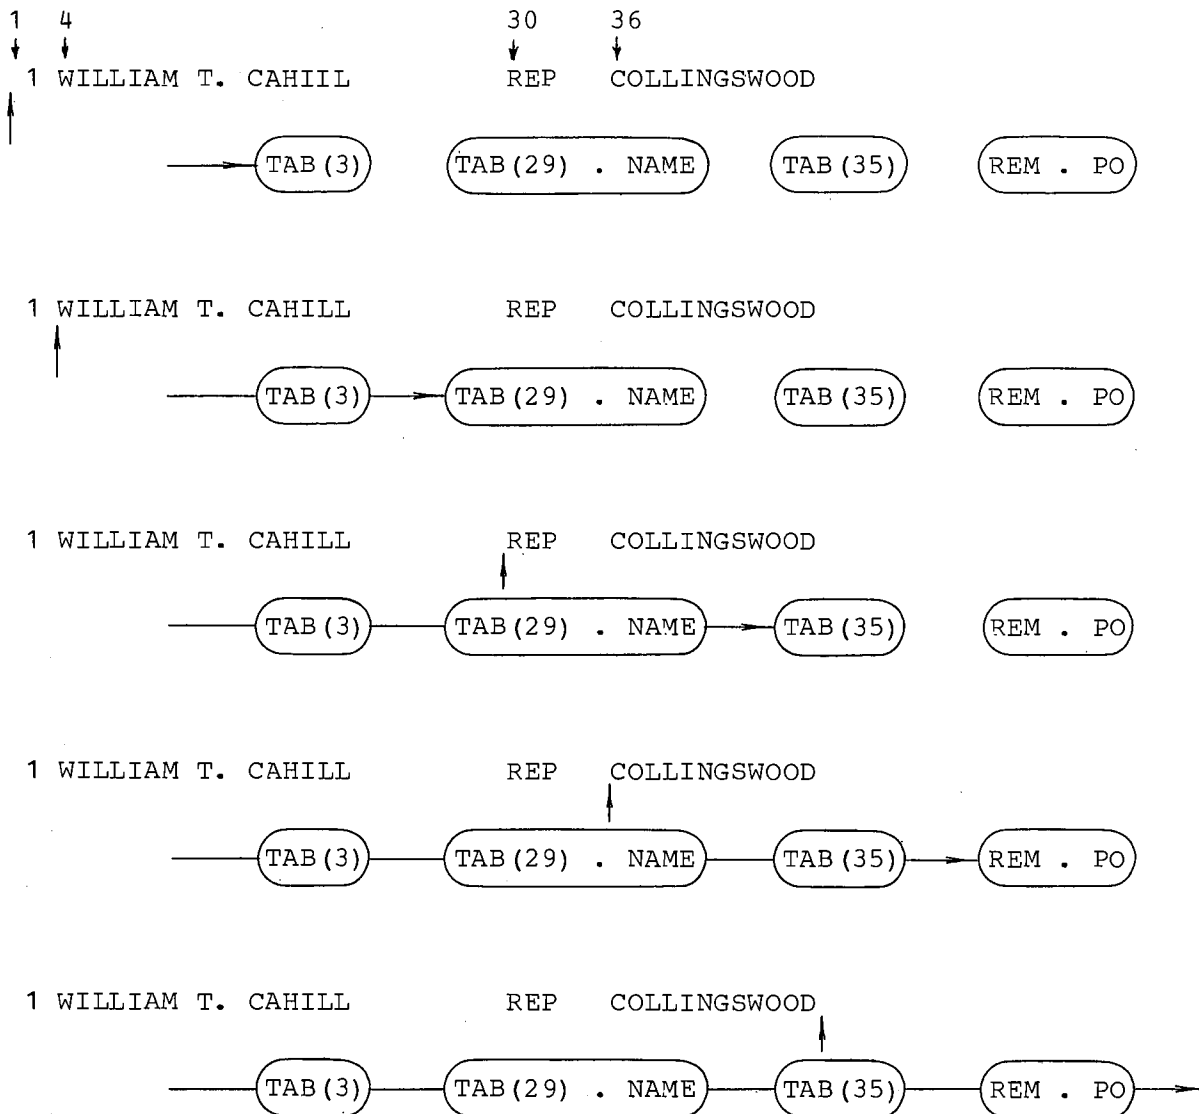 1 4 30 36
1 WILLIAM T. CAHIIL REP COLLINGSWOOD
TAB(3) TAB(29) . NAME TAB(35) REM . PO
1 WILLIAM T. CAHILL REP COLLINGSWOOD
TAB(3) TAB(29) . NAME TAB(35) REM . PO
1 WILLIAM T. CAHILL REP COLLINGSWOOD
TAB(3) TAB(29) . NAME TAB(35) REM . PO
1 WILLIAM T. CAHILL REP COLLINGSWOOD
TAB(3) TAB(29) . NAME TAB(35) REM . PO
1 WILLIAM T. CAHILL REP COLLINGSWOOD
TAB(3) TAB(29) . NAME TAB(35) REM . PO